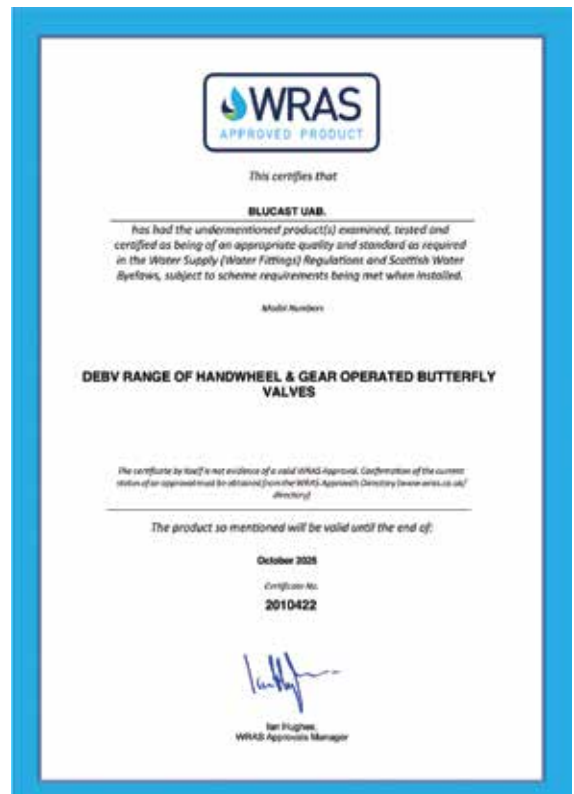 WRAS
APPROVED PRODUCT
This certifies that
BLUCAST UAB.
has had the undermentioned product(s) examined, tested and
certified as being of an appropriate quality and standard as required
in the Water Supply (Water Fittings) Regulations and Scottish Water
Byelaws, subject to scheme requirements being met when installed.
Model Numbers
DEBV RANGE OF HANDWHEEL & GEAR OPERATED BUTTERFLY
VALVES
The certificate by itself is not evidence of a valid WRAS Approval. Confirmation of the current
status of an approval must be obtained from the WRAS Approvals Directory (www.wras.co.uk/
directory)
The product so mentioned will be valid until the end of:
October
Certificate No.
2010422
Ian Hughes,
WRAS Approvals Manager